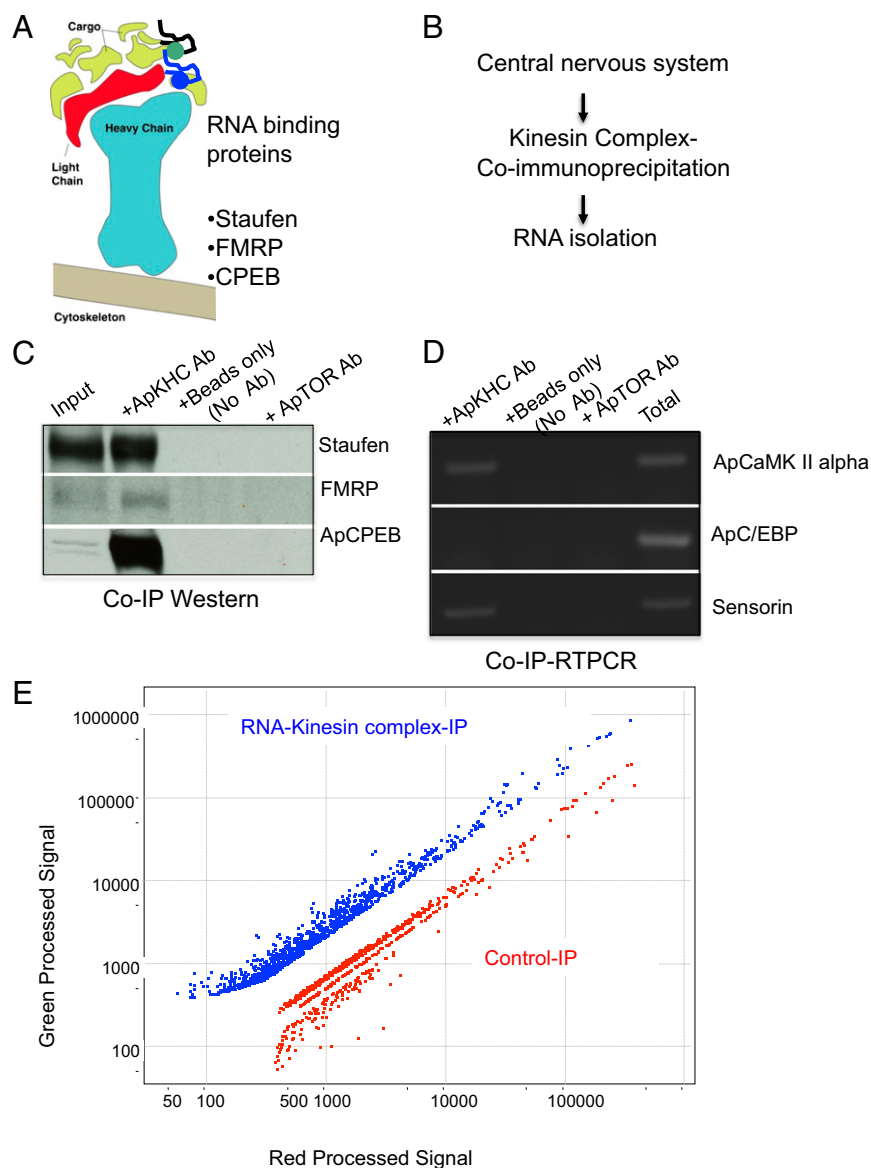 A
Cargo
Heavy Chain
Light
Chain
Cytoskeleton
RNA binding
proteins
•Staufen
•FMRP
•CPEB
B
Central nervous system
Kinesin Complex-
Co-immunoprecipitation
RNA isolation
C
Input
+ApKHC Ab
+Beads only
(No Ab)
+ ApTOR Ab
Staufen
FMRP
ApCPEB
Co-IP Western
D
+ApKHC Ab
+Beads only
(No Ab)
+ ApTOR Ab
Total
ApCaMK II alpha
ApC/EBP
Sensorin
Co-IP-RTPCR
E
Green Processed Signal
1000000
100000
10000
1000
100
RNA-Kinesin complex-IP
Control-IP
50 100 500 1000 10000 100000
Red Processed Signal